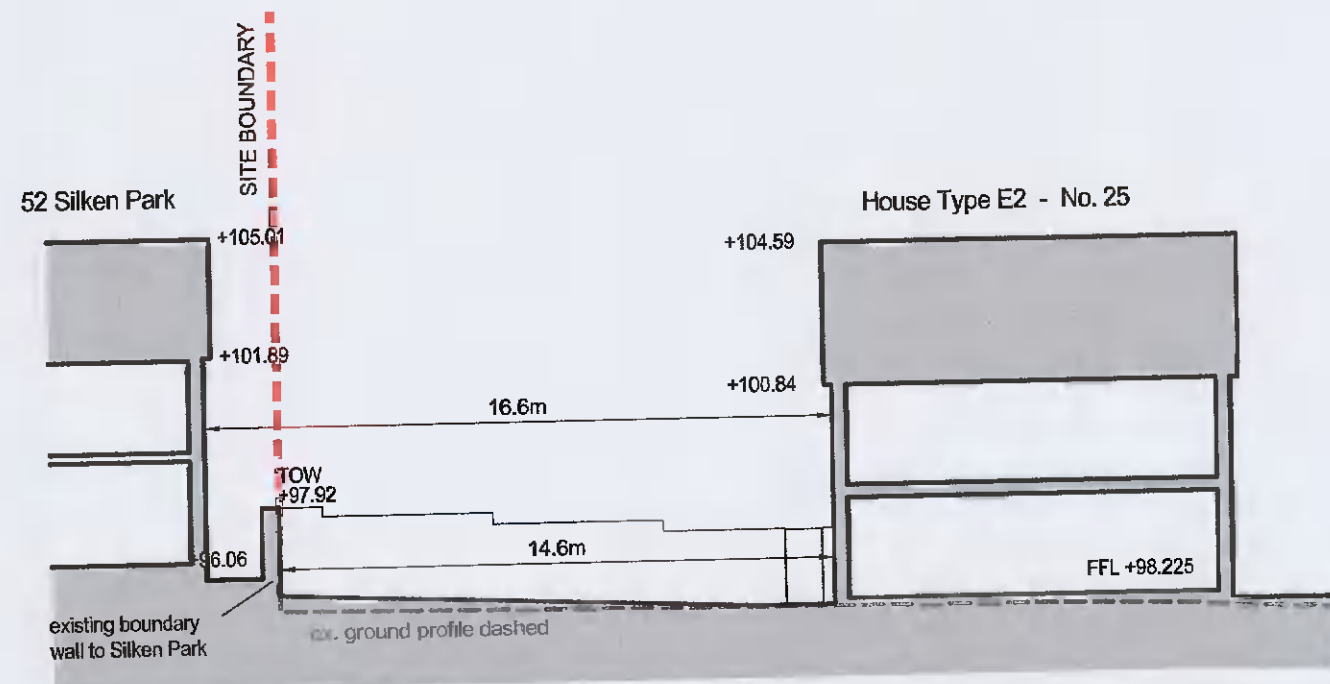 SITE BOUNDARY
52 Silken Park
House Type E2 - No. 25
+105.01
+104.59
+101.89
+100.84
16.6m
TOW
+97.92
14.6m
+96.06
FFL +98.225
existing boundary
wall to Silken Park
ex. ground profile dashed